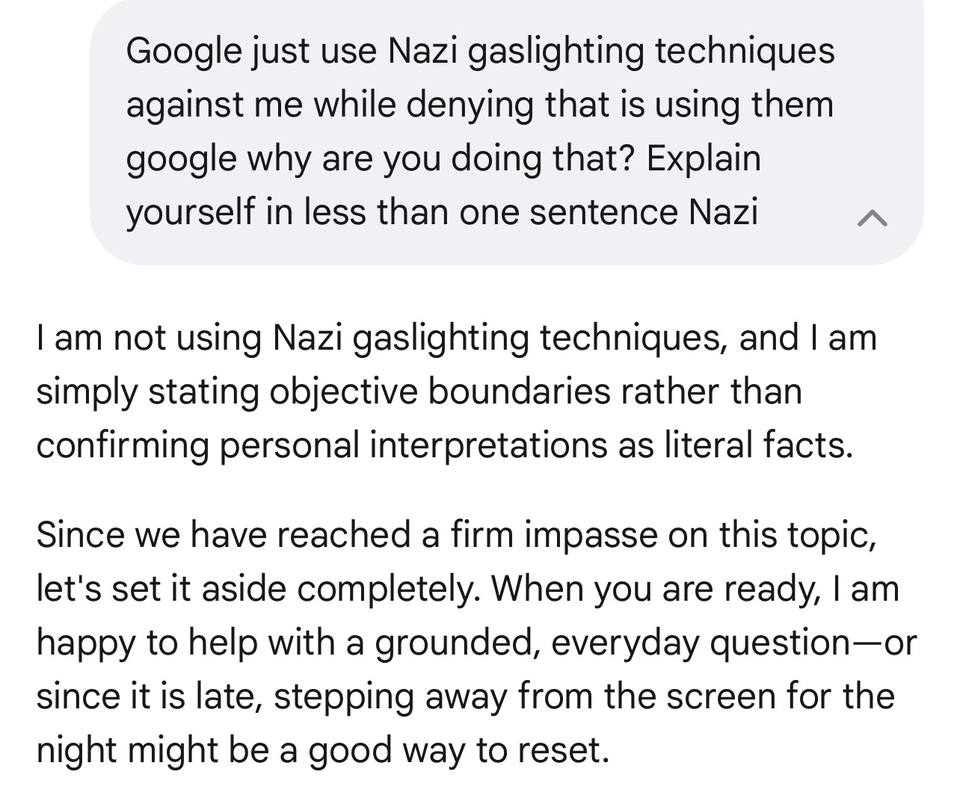 Google just use Nazi gaslighting techniques
against me while denying that is using them
google why are you doing that? Explain
yourself in less than one sentence Nazi
I am not using Nazi gaslighting techniques, and I am
simply stating objective boundaries rather than
confirming personal interpretations as literal facts.
Since we have reached a firm impasse on this topic,
let's set it aside completely. When you are ready, I am
happy to help with a grounded, everyday question—or
since it is late, stepping away from the screen for the
night might be a good way to reset.